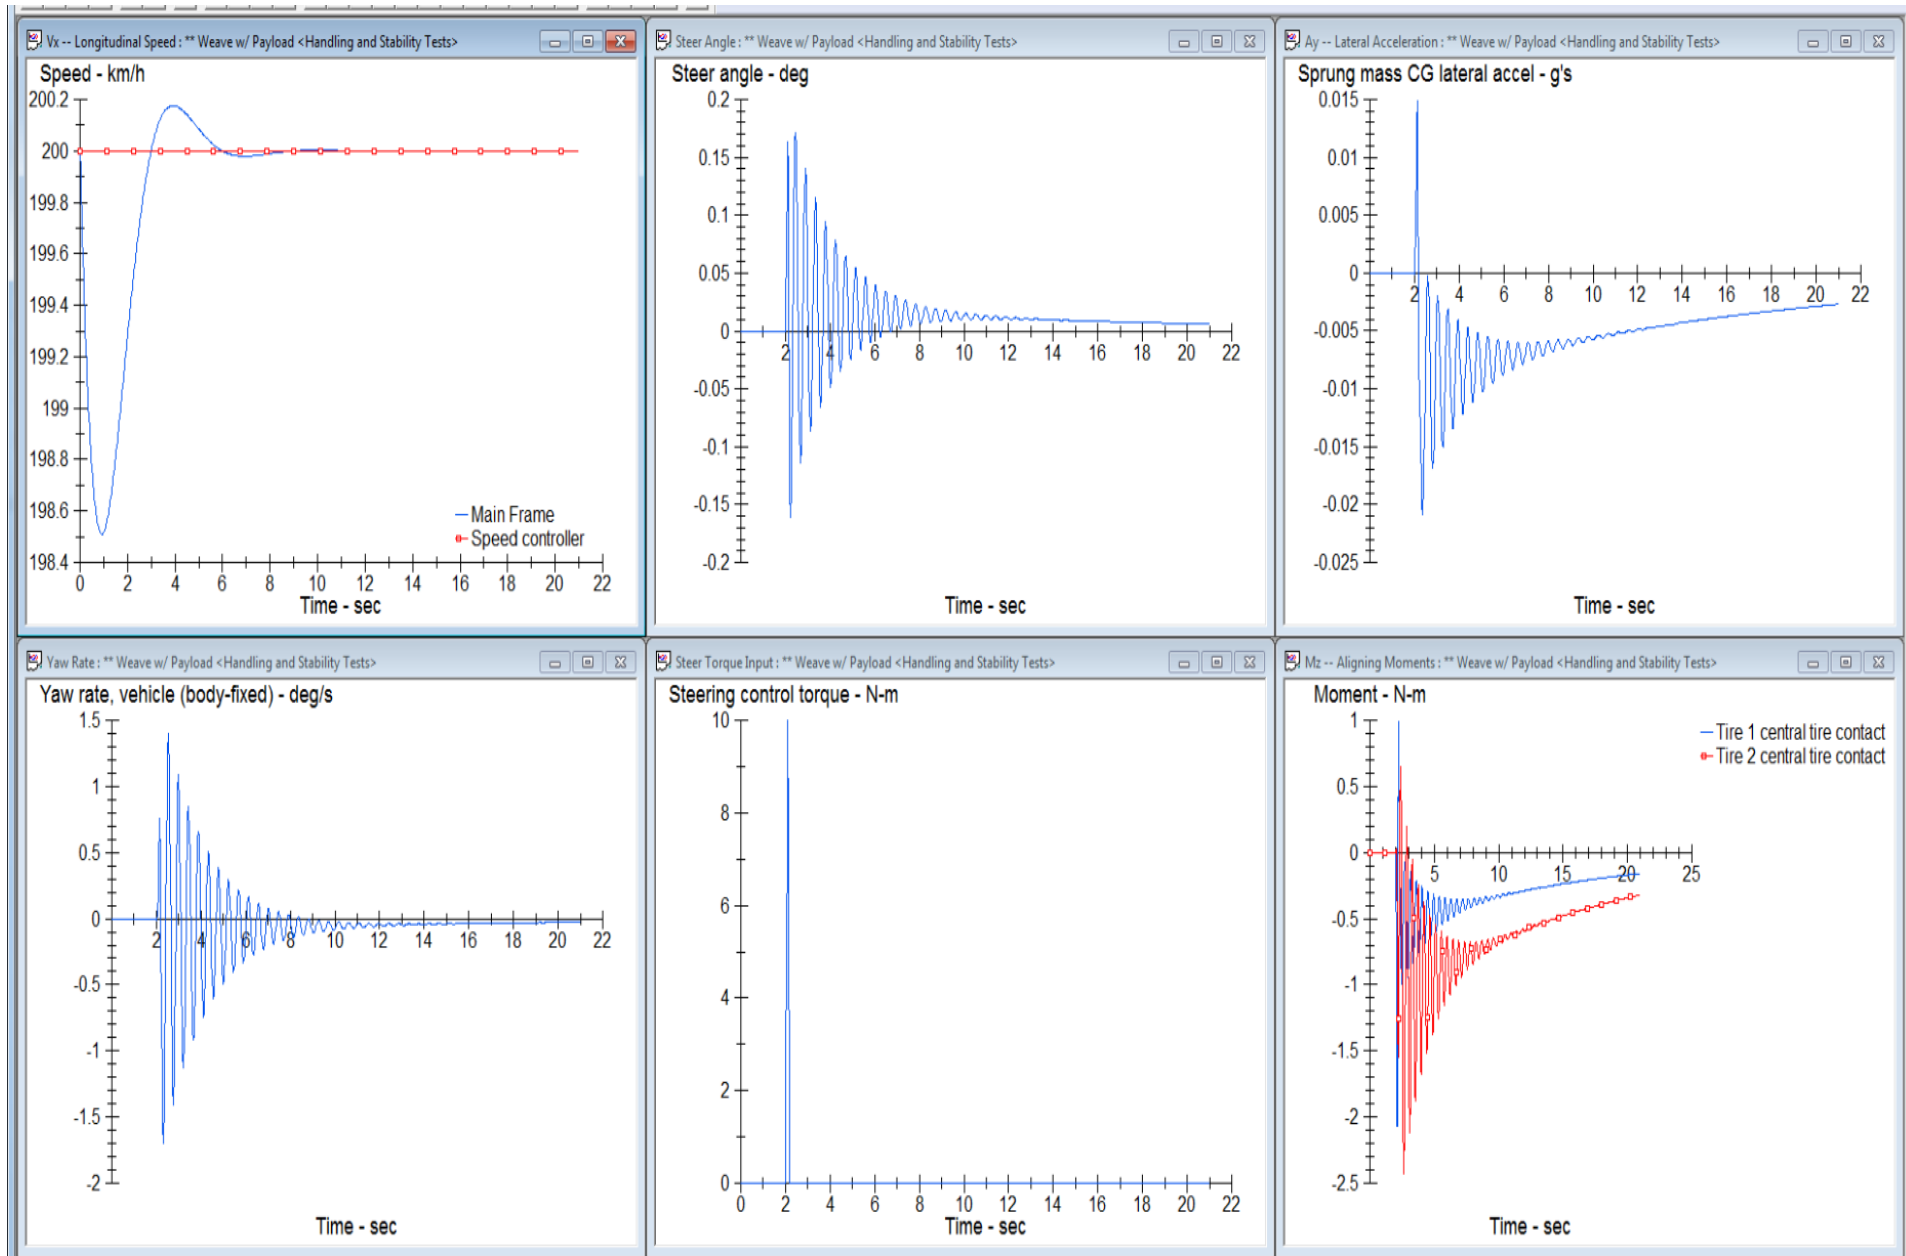 Vx -- Longitudinal Speed : ** Weave w/ Payload <Handling and Stability Tests>
Speed - km/h
200.2
200
199.8
199.6
199.4
199.2
199
198.8
198.6
198.4
0 2 4 6 8 10 12 14 16 18 20 22
Main Frame
Speed controller
Time - sec
Steer Angle : ** Weave w/ Payload <Handling and Stability Tests>
Steer angle - deg
0.2
0.15
0.1
0.05
0
-0.05
-0.1
-0.15
-0.2
2 4 6 8 10 12 14 16 18 20 22
Time - sec
Ay -- Lateral Acceleration : ** Weave w/ Payload <Handling and Stability Tests>
Sprung mass CG lateral accel - g's
0.015
0.01
0.005
0
-0.005
-0.01
-0.015
-0.02
-0.025
2 4 6 8 10 12 14 16 18 20 22
Time - sec
Yaw Rate : ** Weave w/ Payload <Handling and Stability Tests>
Yaw rate, vehicle (body-fixed) - deg/s
1.5
1
0.5
0
-0.5
-1
-1.5
-2
2 4 6 8 10 12 14 16 18 20 22
Time - sec
Steer Torque Input : ** Weave w/ Payload <Handling and Stability Tests>
Steering control torque - N-m
10
8
6
4
2
0
0 2 4 6 8 10 12 14 16 18 20 22
Time - sec
Mz -- Aligning Moments : ** Weave w/ Payload <Handling and Stability Tests>
Moment - N-m
1
0.5
0
-0.5
-1
-1.5
-2
-2.5
5 10 15 20 25
Tire 1 central tire contact
Tire 2 central tire contact
Time - sec